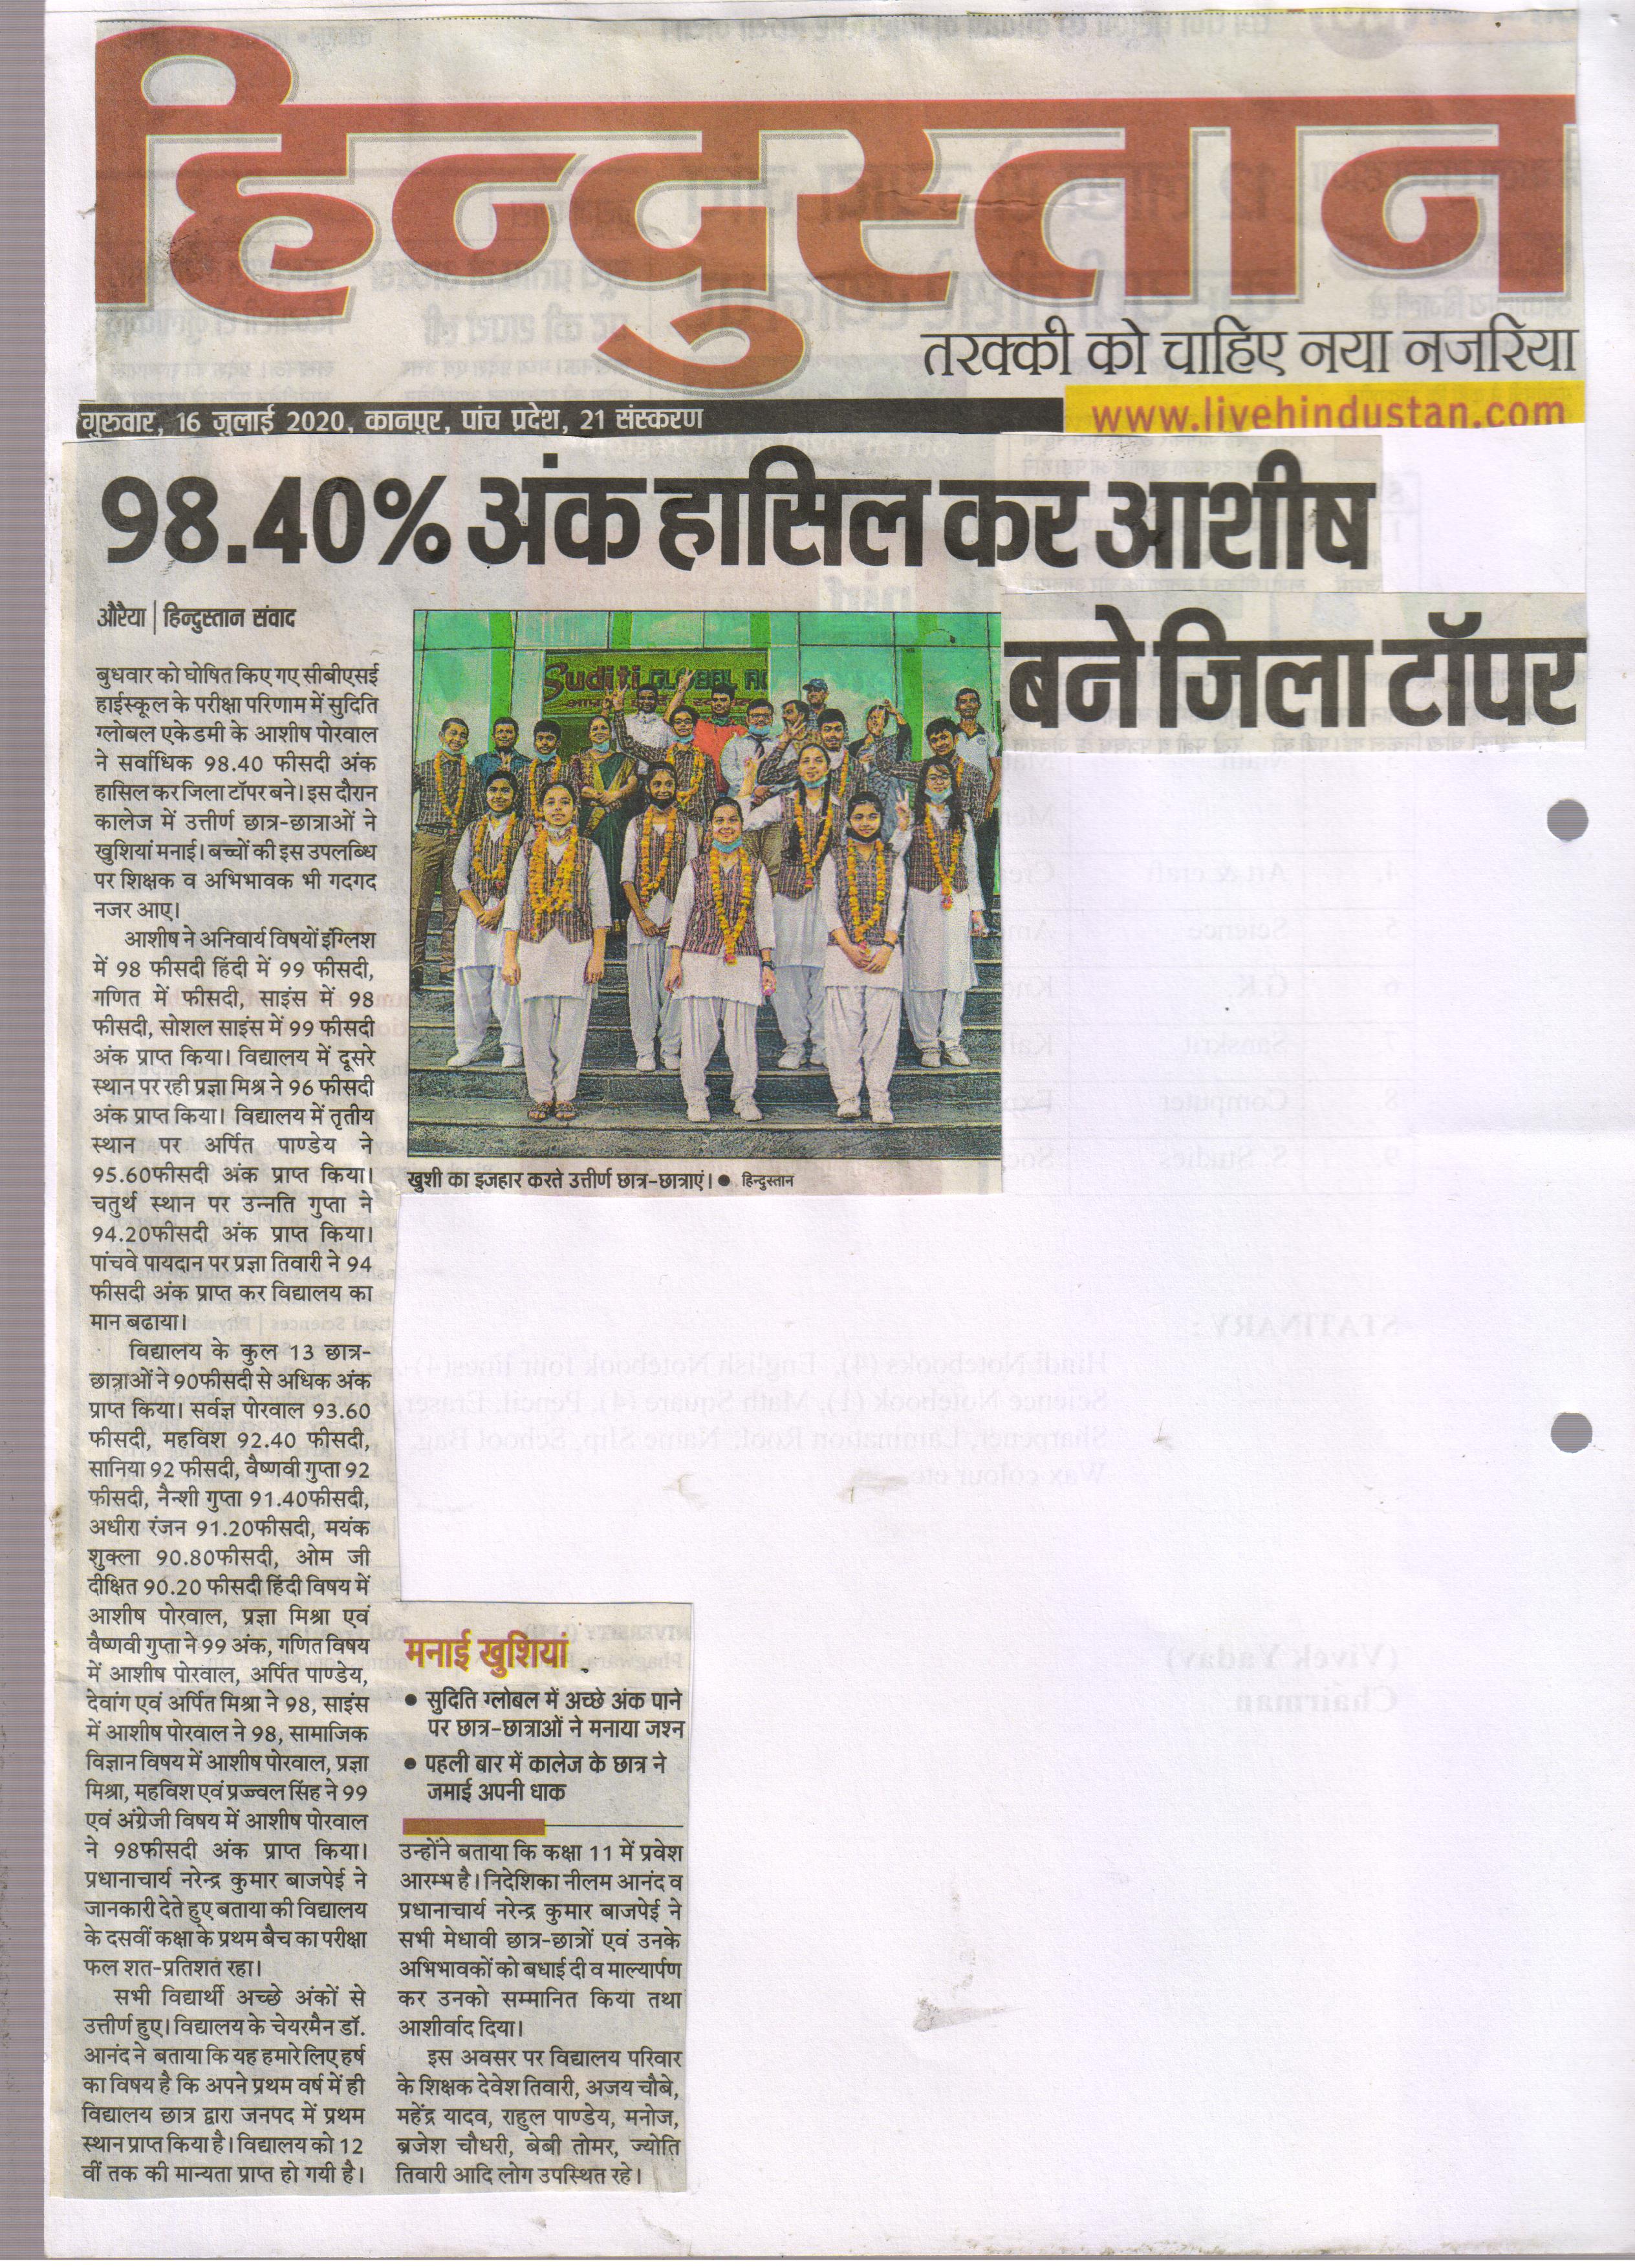 हिन्दुस्तान
तरक्की को चाहिए नया नजरिया
गुरुवार, 16 जुलाई 2020, कानपुर, पांच प्रदेश, 21 संस्करण
www.livehindustan.com
98.40% अंक हासिल कर आशीष
बने जिला टॉपर
औरैया | हिन्दुस्तान संवाद
बुधवार को घोषित किए गए सीबीएसई
हाईस्कूल के परीक्षा परिणाम में सुदिति
ग्लोबल एकेडमी के आशीष पोरवाल
ने सर्वाधिक 98.40 फीसदी अंक
हासिल कर जिला टॉपर बने। इस दौरान
कालेज में उत्तीर्ण छात्र-छात्राओं ने
खुशियां मनाई। बच्चों की इस उपलब्धि
पर शिक्षक व अभिभावक भी गदगद
नजर आए।
आशीष ने अनिवार्य विषयों इंग्लिश
में 98 फीसदी हिंदी में 99 फीसदी,
गणित में फीसदी, साइंस में 98
फीसदी, सोशल साइंस में 99 फीसदी
अंक प्राप्त किया। विद्यालय में दूसरे
स्थान पर रही प्रज्ञा मिश्र ने 96 फीसदी
अंक प्राप्त किया। विद्यालय में तृतीय
स्थान पर अर्पित पाण्डेय ने
95.60फीसदी अंक प्राप्त किया।
चतुर्थ स्थान पर उन्नति गुप्ता ने
94.20फीसदी अंक प्राप्त किया।
पांचवे पायदान पर प्रज्ञा तिवारी ने 94
फीसदी अंक प्राप्त कर विद्यालय का
मान बढाया।
विद्यालय के कुल 13 छात्र-
छात्राओं ने 90फीसदी से अधिक अंक
प्राप्त किया। सर्वज्ञ पोरवाल 93.60
फीसदी, महविश 92.40 फीसदी,
सानिया 92 फीसदी, वैष्णवी गुप्ता 92
फीसदी, नैन्शी गुप्ता 91.40फीसदी,
अधीरा रंजन 91.20फीसदी, मयंक
शुक्ला 90.80फीसदी, ओम जी
दीक्षित 90.20 फीसदी हिंदी विषय में
आशीष पोरवाल, प्रज्ञा मिश्रा एवं
वैष्णवी गुप्ता ने 99 अंक, गणित विषय
में आशीष पोरवाल, अर्पित पाण्डेय,
देवांग एवं अर्पित मिश्रा ने 98, साइंस
में आशीष पोरवाल ने 98, सामाजिक
विज्ञान विषय में आशीष पोरवाल, प्रज्ञा
मिश्रा, महविश एवं प्रज्ज्वल सिंह ने 99
एवं अंग्रेजी विषय में आशीष पोरवाल
ने 98फीसदी अंक प्राप्त किया।
प्रधानाचार्य नरेन्द्र कुमार बाजपेई ने
जानकारी देते हुए बताया की विद्यालय
के दसवीं कक्षा के प्रथम बैच का परीक्षा
फल शत-प्रतिशत रहा।
सभी विद्यार्थी अच्छे अंकों से
उत्तीर्ण हुए। विद्यालय के चेयरमैन डॉ.
आनंद ने बताया कि यह हमारे लिए हर्ष
का विषय है कि अपने प्रथम वर्ष में ही
विद्यालय छात्र द्वारा जनपद में प्रथम
स्थान प्राप्त किया है। विद्यालय को 12
वीं तक की मान्यता प्राप्त हो गयी है।
Suditi GLOBAL A
खुशी का इजहार करते उत्तीर्ण छात्र-छात्राएं। ● हिन्दुस्तान
मनाई खुशियां
● सुदिति ग्लोबल में अच्छे अंक पाने
पर छात्र-छात्राओं ने मनाया जश्न
● पहली बार में कालेज के छात्र ने
जमाई अपनी धाक
उन्होंने बताया कि कक्षा 11 में प्रवेश
आरम्भ है। निदेशिका नीलम आनंद व
प्रधानाचार्य नरेन्द्र कुमार बाजपेई ने
सभी मेधावी छात्र-छात्रों एवं उनके
अभिभावकों को बधाई दी व माल्यार्पण
कर उनको सम्मानित किया तथा
आशीर्वाद दिया।
इस अवसर पर विद्यालय परिवार
के शिक्षक देवेश तिवारी, अजय चौबे,
महेंद्र यादव, राहुल पाण्डेय, मनोज,
ब्रजेश चौधरी, बेबी तोमर, ज्योति
तिवारी आदि लोग उपस्थित रहे।